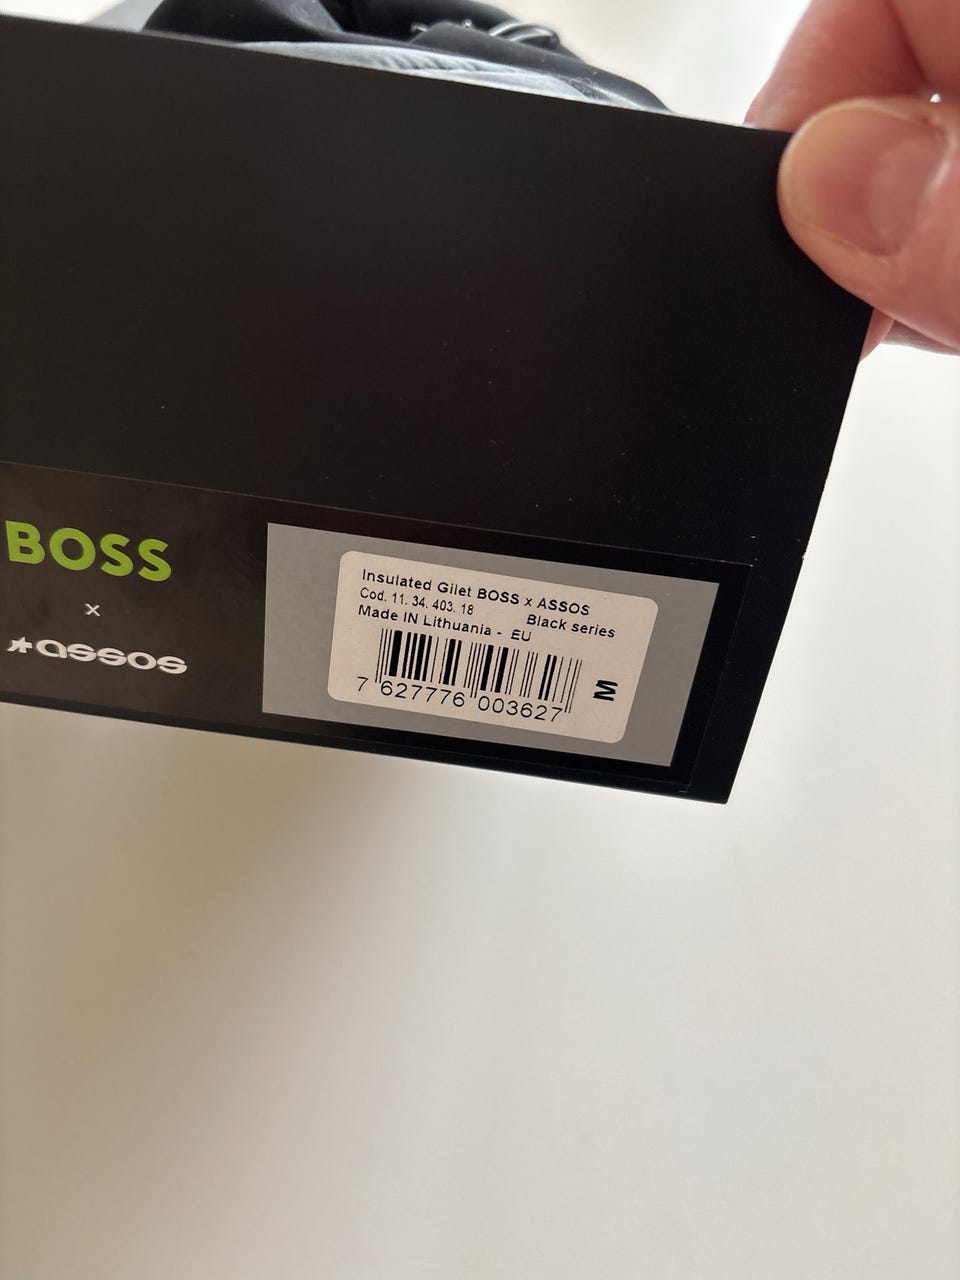 BOSS
x
assos
Insulated Gilet BOSS x ASSOS
Cod. 11. 34. 403. 18 Black series
Made IN Lithuania - EU
M
7 627776 003627